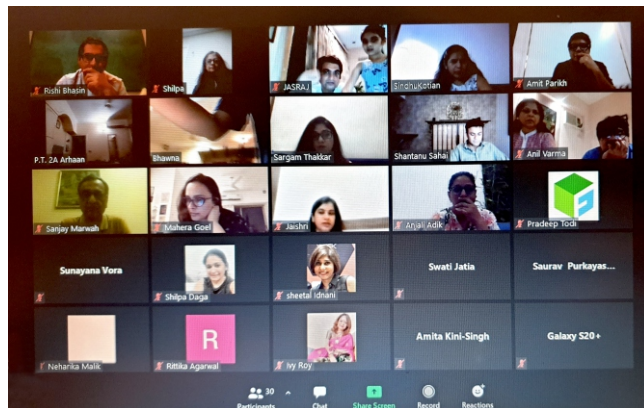 Rishi Bhasin
Shilpa
JASRAJ
SindhuKotian
Amit Parikh
P.T. 2A Arhaan
Bhawna
Sargam Thakkar
Shantanu Sahai
Anil Varma
Sanjay Marwah
Mahera Goel
Jaishri
Anjali Adik
Pradeep Todi
Sunayana Vora
Shilpa Daga
sheetal Idnani
Swati Jatia
Saurav Purkayas...
Neharika Malik
R
Rittika Agarwal
Ivy Roy
Amita Kini-Singh
Galaxy S20+
30
Participants
Chat
Share Screen
Record
Reactions